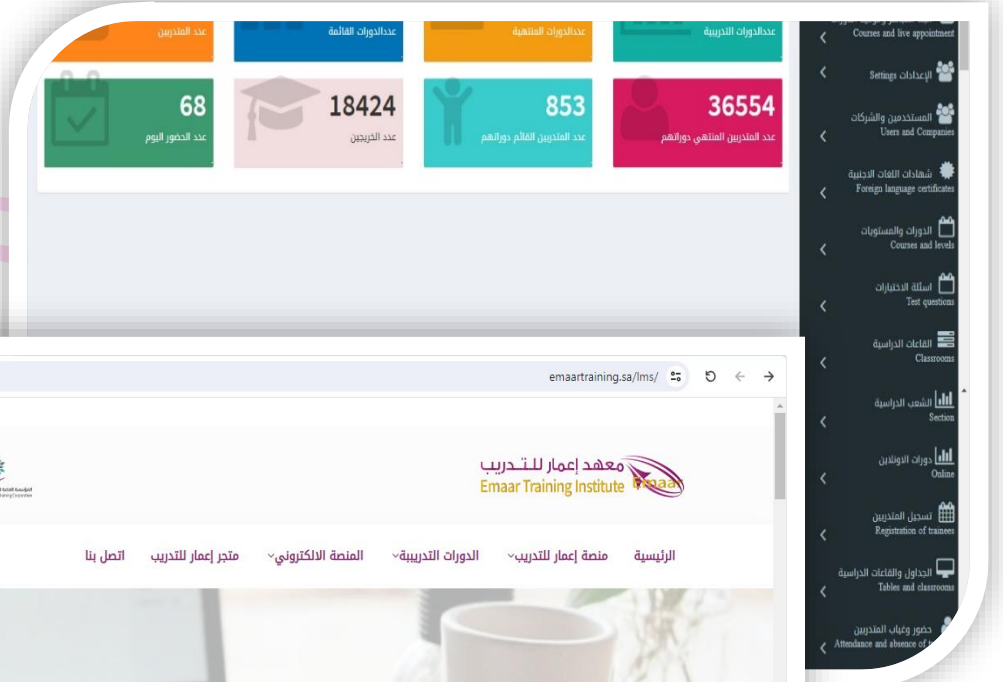 عددالدورات التدريبية
عددالدورات المنتهية
عددالدورات القائمة
عدد المتدربين
36554
عدد المتدربين المنتهي دوراتهم
853
عدد المتدربين القائم دوراتهم
18424
عدد الخريجين
68
عدد الحضور اليوم
Courses and live appointment
الإعدادات Settings
المستخدمين والشركات
Users and Companies
شهادات اللغات الاجنبية
Foreign language certificates
الدورات والمستويات
Courses and levels
اسئلة الاختبارات
Test questions
القاعات الدراسية
Classrooms
الشعب الدراسية
Section
دورات الاونلاين
Online
تسجيل المتدربين
Registration of trainees
الجداول والقاعات الدراسية
Tables and classrooms
حضور وغياب المتدربين
Attendance and absence of
emaartraining.sa/lms/
معهد إعمار للتدريب
Emaar Training Institute
Emaar
الرئيسية
منصة إعمار للتدريب
الدورات التدريبية
المنصة الالكتروني
متجر إعمار للتدريب
اتصل بنا